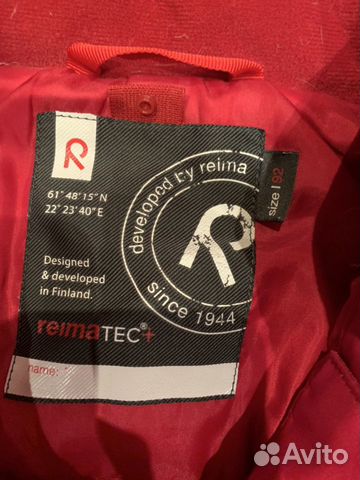 R
61° 48' 15" N
22° 23' 40" E
developed by reima
R
since 1944
size | 92
Designed
& developed
in Finland.
reimaTEC®+
name:
Avito